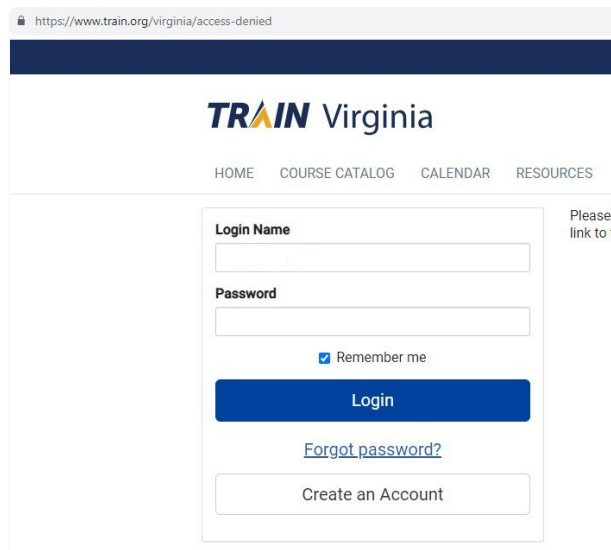 https://www.train.org/virginia/access-denied
TRAIN Virginia
HOME COURSE CATALOG CALENDAR RESOURCES
Login Name
Password
Remember me
Login
Forgot password?
Create an Account
Please
link to